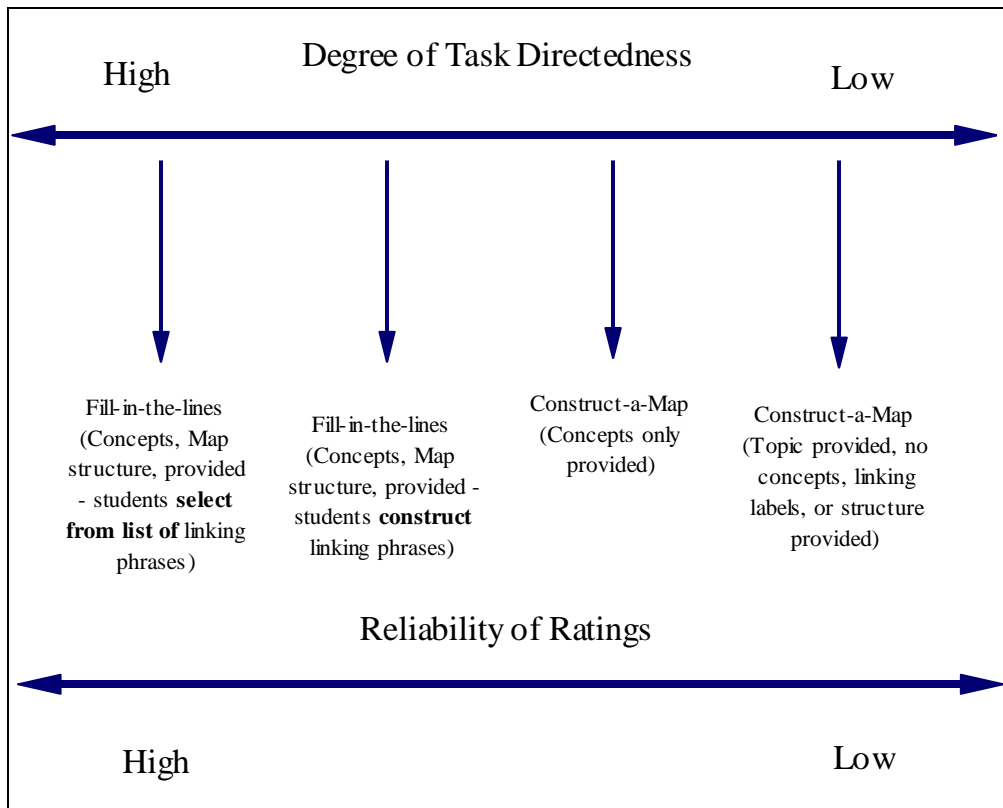 Degree of Task Directedness
High
Low
Fill-in-the-lines
(Concepts, Map
structure, provided
- students select
from list of linking
phrases)
Fill-in-the-lines
(Concepts, Map
structure, provided -
students construct
linking phrases)
Construct-a-Map
(Concepts only
provided)
Construct-a-Map
(Topic provided, no
concepts, linking
labels, or structure
provided)
Reliability of Ratings
High
Low